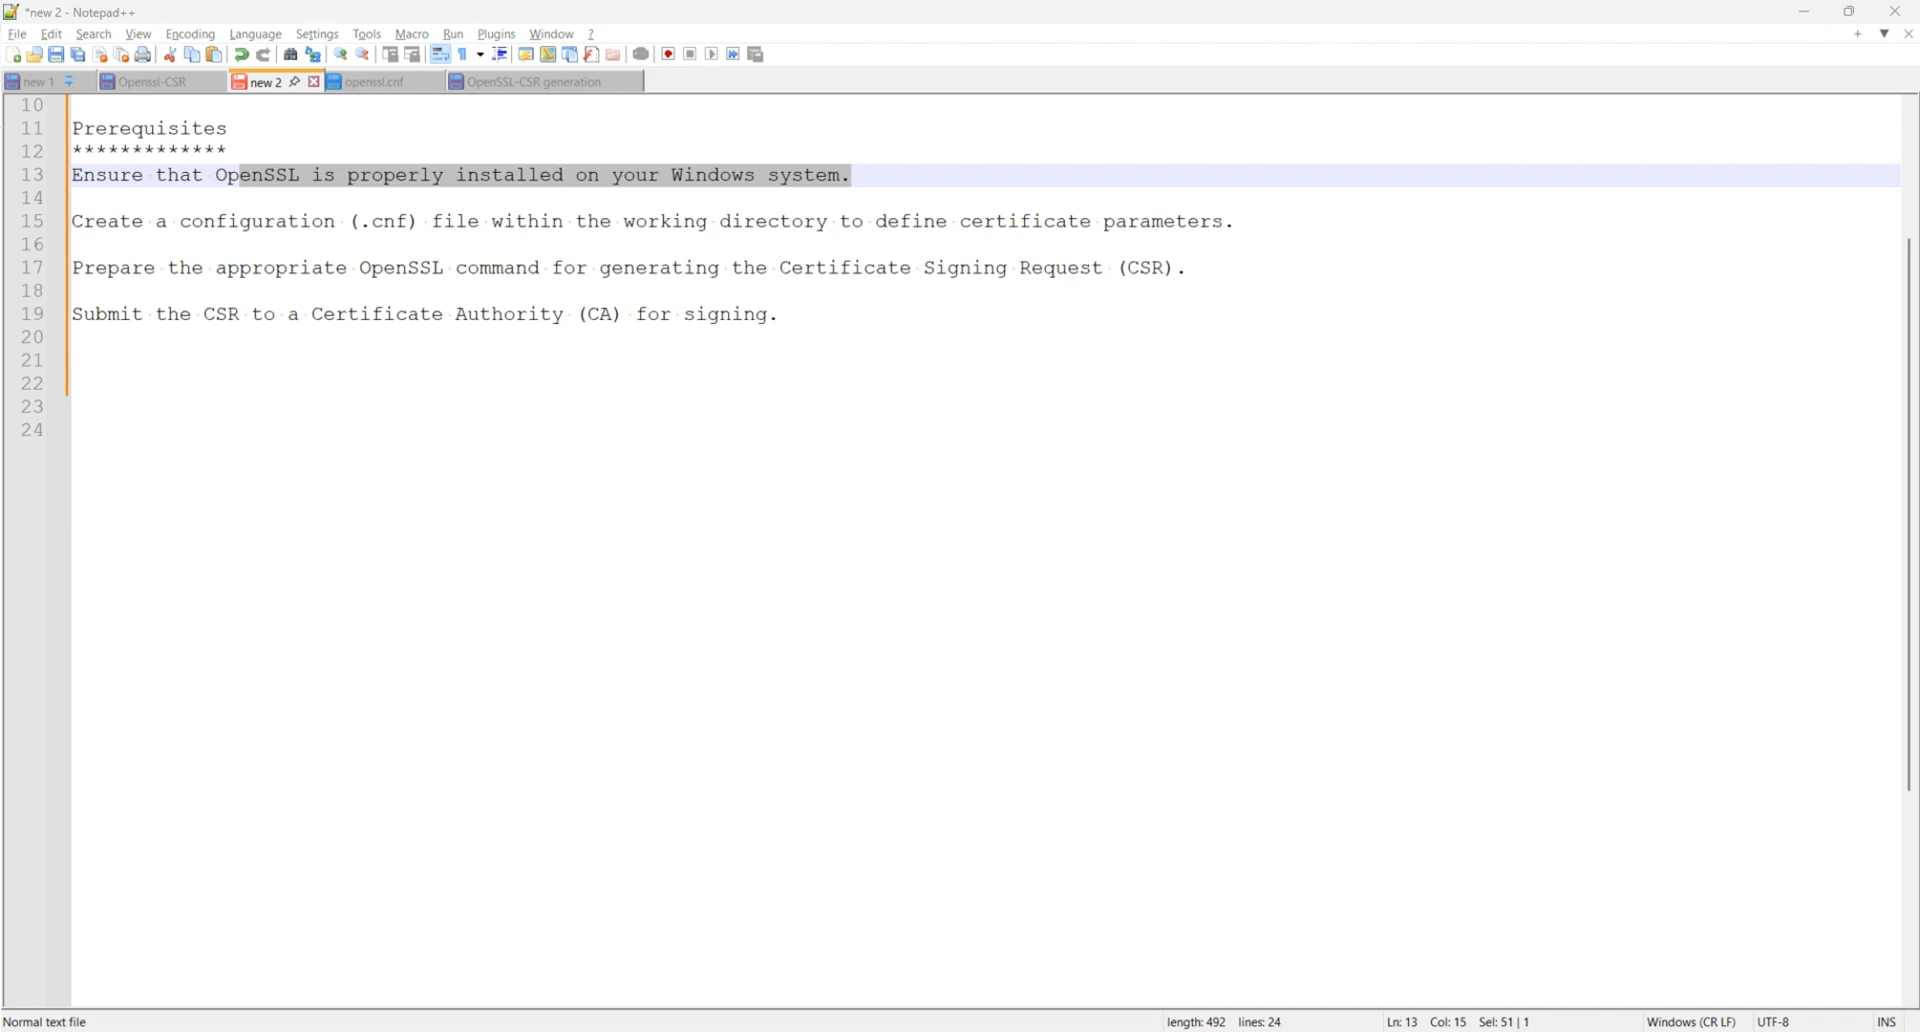 *new 2 - Notepad++
File Edit Search View Encoding Language Settings Tools Macro Run Plugins Window ?
new 1 Openssl-CSR new 2 openssl.cnf OpenSSL-CSR generation
10
11 Prerequisites
12 *************
13 Ensure that OpenSSL is properly installed on your Windows system.
14
15 Create a configuration (.cnf) file within the working directory to define certificate parameters.
16
17 Prepare the appropriate OpenSSL command for generating the Certificate Signing Request (CSR).
18
19 Submit the CSR to a Certificate Authority (CA) for signing.
20
21
22
23
24
Normal text file length: 492 lines: 24 Ln: 13 Col: 15 Sel: 51 | 1 Windows (CR LF) UTF-8 INS